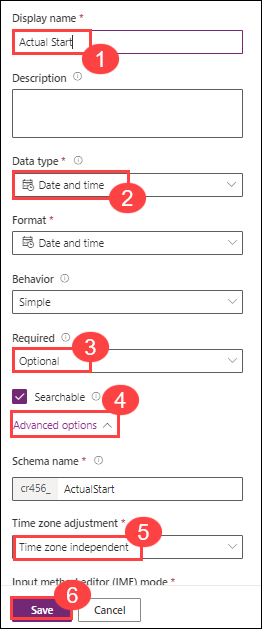 Display name *
Actual Start
1
Description
Data type *
Date and time
2
Format *
Date and time
Behavior
Simple
Required
3
Optional
Searchable
4
Advanced options
Schema name *
cr456_ ActualStart
Time zone adjustment *
5
Time zone independent
Input method editor (IME) mode *
6
Save Cancel